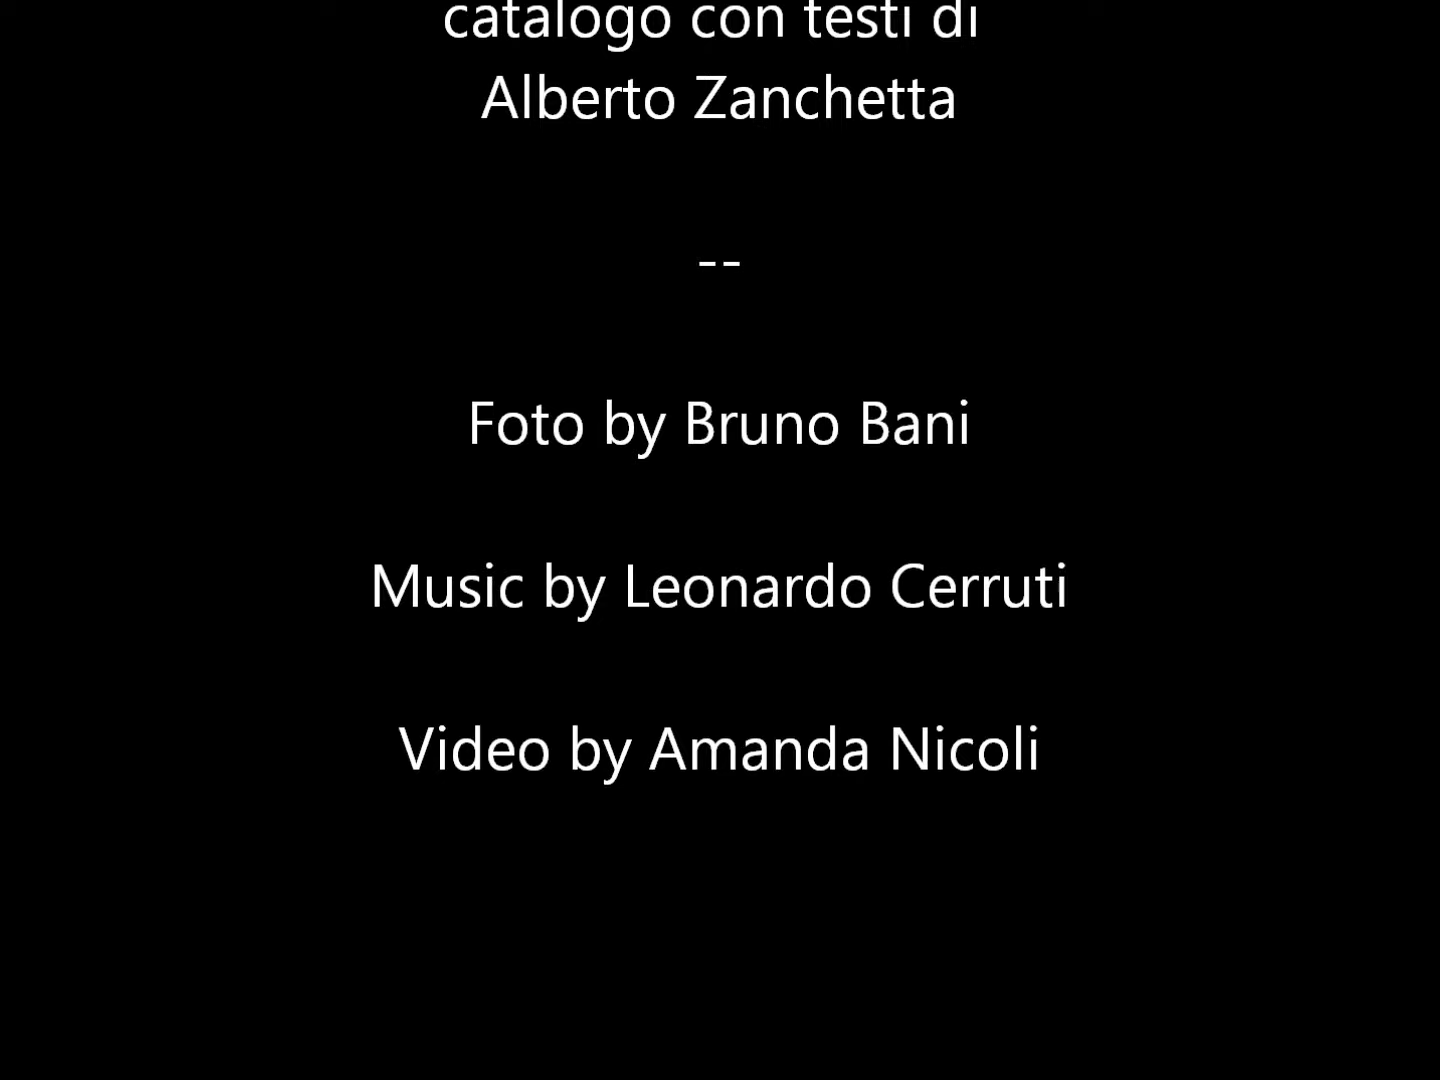 catalogo con testi di
Alberto Zanchetta
--
Foto by Bruno Bani
Music by Leonardo Cerruti
Video by Amanda Nicoli